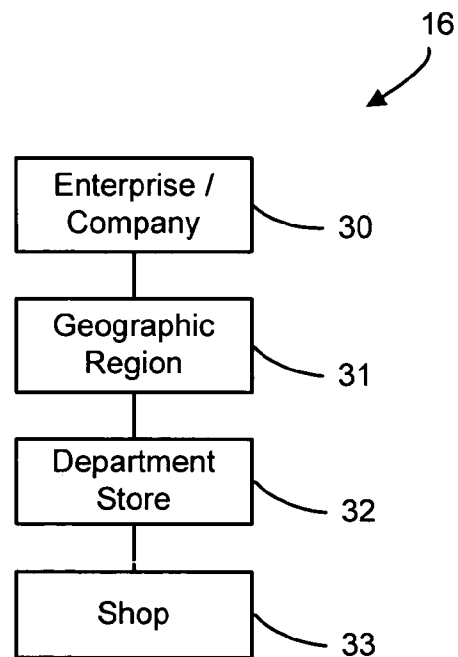 16
Enterprise /
Company
30
Geographic
Region
31
Department
Store
32
Shop
33